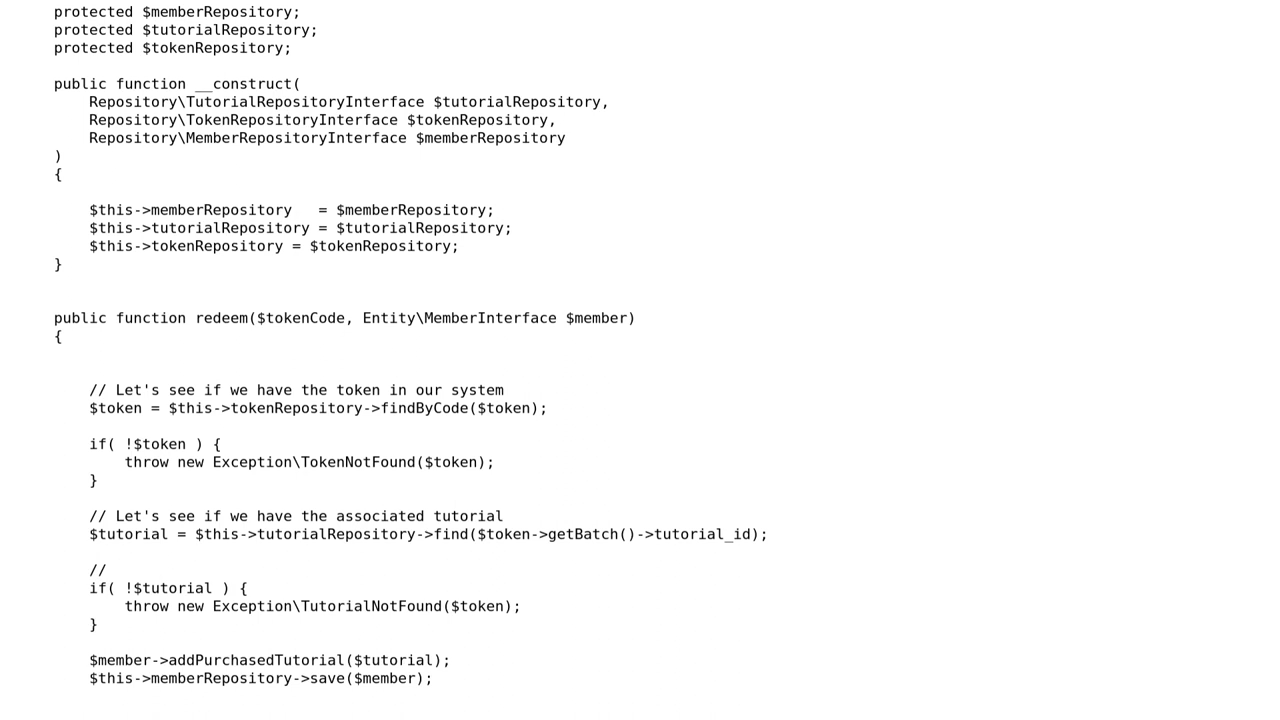 protected $memberRepository;
protected $tutorialRepository;
protected $tokenRepository;
public function __construct(
Repository\TutorialRepositoryInterface $tutorialRepository,
Repository\TokenRepositoryInterface $tokenRepository,
Repository\MemberRepositoryInterface $memberRepository
)
{
$this->memberRepository   = $memberRepository;
$this->tutorialRepository = $tutorialRepository;
$this->tokenRepository = $tokenRepository;
}
public function redeem($tokenCode, Entity\MemberInterface $member)
{
// Let's see if we have the token in our system
$token = $this->tokenRepository->findByCode($token);
if( !$token ) {
throw new Exception\TokenNotFound($token);
}
// Let's see if we have the associated tutorial
$tutorial = $this->tutorialRepository->find($token->getBatch()->tutorial_id);
//
if( !$tutorial ) {
throw new Exception\TutorialNotFound($token);
}
$member->addPurchasedTutorial($tutorial);
$this->memberRepository->save($member);